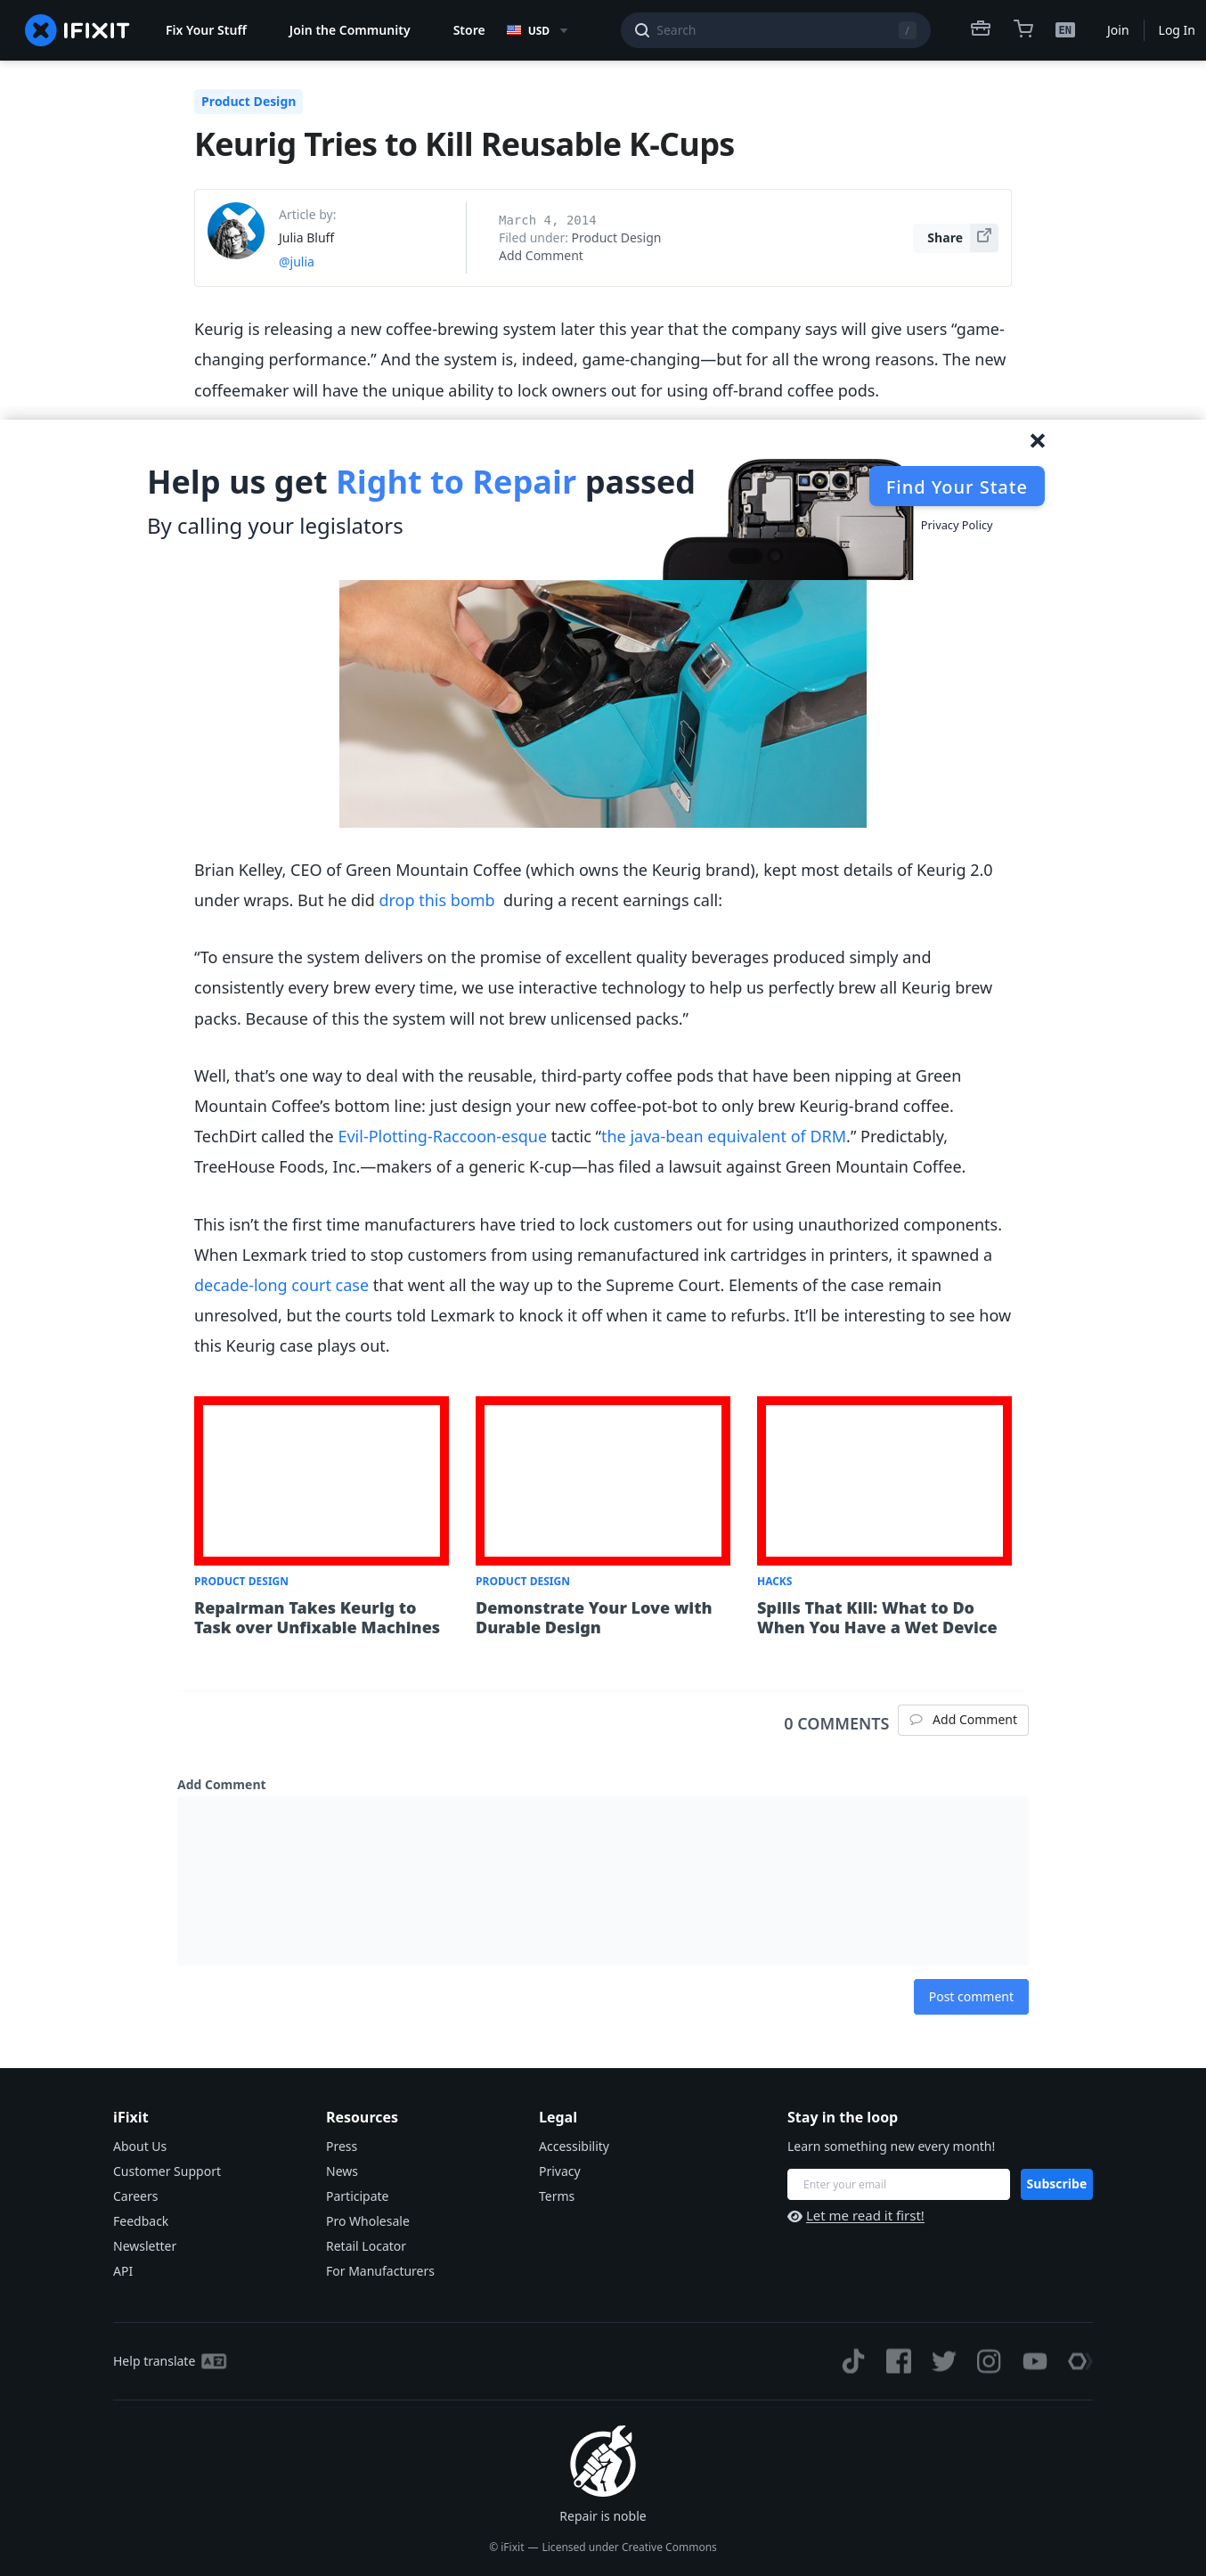 IFIXIT
Fix Your Stuff
Join the Community
Store
USD
Search
/
EN
Join
Log In
Product Design
Keurig Tries to Kill Reusable K-Cups
Article by:
Julia Bluff
@julia
March 4, 2014
Filed under: Product Design
Add Comment
Share
Keurig is releasing a new coffee-brewing system later this year that the company says will give users “game-
changing performance.” And the system is, indeed, game-changing—but for all the wrong reasons. The new
coffeemaker will have the unique ability to lock owners out for using off-brand coffee pods.
Help us get Right to Repair passed
By calling your legislators
Find Your State
Privacy Policy
Brian Kelley, CEO of Green Mountain Coffee (which owns the Keurig brand), kept most details of Keurig 2.0
under wraps. But he did drop this bomb during a recent earnings call:
“To ensure the system delivers on the promise of excellent quality beverages produced simply and
consistently every brew every time, we use interactive technology to help us perfectly brew all Keurig brew
packs. Because of this the system will not brew unlicensed packs.”
Well, that’s one way to deal with the reusable, third-party coffee pods that have been nipping at Green
Mountain Coffee’s bottom line: just design your new coffee-pot-bot to only brew Keurig-brand coffee.
TechDirt called the Evil-Plotting-Raccoon-esque tactic “the java-bean equivalent of DRM.” Predictably,
TreeHouse Foods, Inc.—makers of a generic K-cup—has filed a lawsuit against Green Mountain Coffee.
This isn’t the first time manufacturers have tried to lock customers out for using unauthorized components.
When Lexmark tried to stop customers from using remanufactured ink cartridges in printers, it spawned a
decade-long court case that went all the way up to the Supreme Court. Elements of the case remain
unresolved, but the courts told Lexmark to knock it off when it came to refurbs. It’ll be interesting to see how
this Keurig case plays out.
PRODUCT DESIGN
Repairman Takes Keurig to
Task over Unfixable Machines
PRODUCT DESIGN
Demonstrate Your Love with
Durable Design
HACKS
Spills That Kill: What to Do
When You Have a Wet Device
0 COMMENTS
Add Comment
Add Comment
Post comment
iFixit
About Us
Customer Support
Careers
Feedback
Newsletter
API
Resources
Press
News
Participate
Pro Wholesale
Retail Locator
For Manufacturers
Legal
Accessibility
Privacy
Terms
Stay in the loop
Learn something new every month!
Enter your email
Subscribe
Let me read it first!
Help translate
Repair is noble
© iFixit — Licensed under Creative Commons